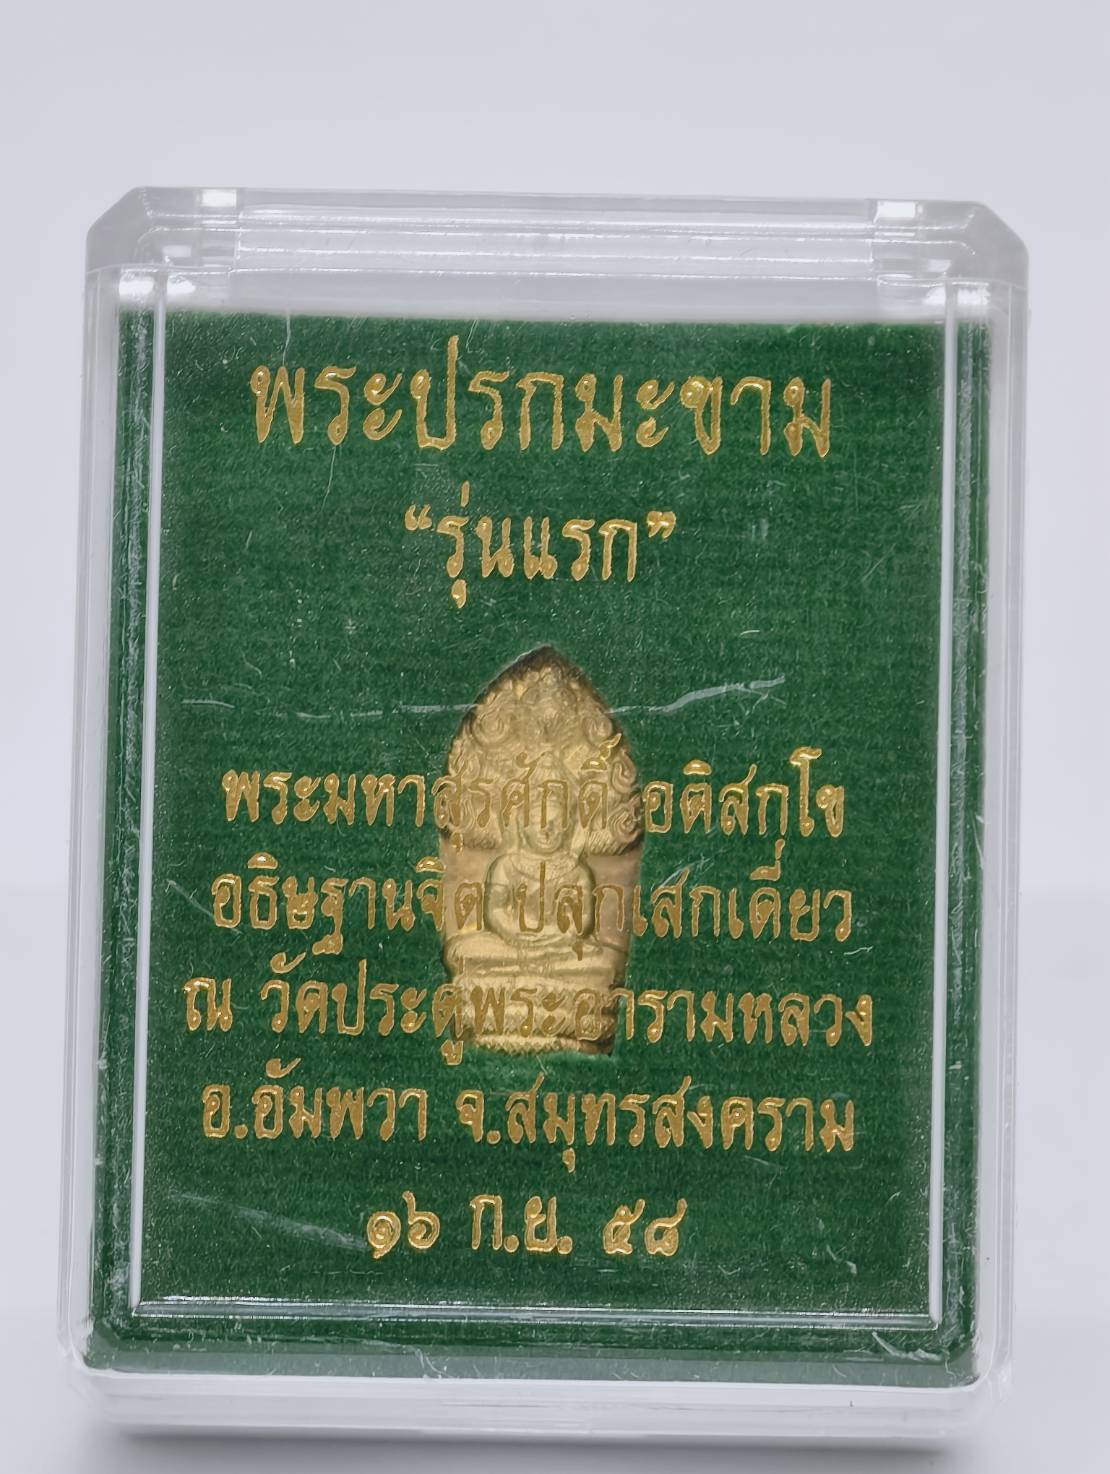 พระปรกมะขาม
“รุ่นแรก”
พระมหาสุรศักดิ์ อติสกฺโข
อธิษฐานจิต ปลุกเสกเดี่ยว
ณ วัดประดู่พระอารามหลวง
อ.อัมพวา จ.สมุทรสงคราม
๑๖ ก.ย. ๕๘